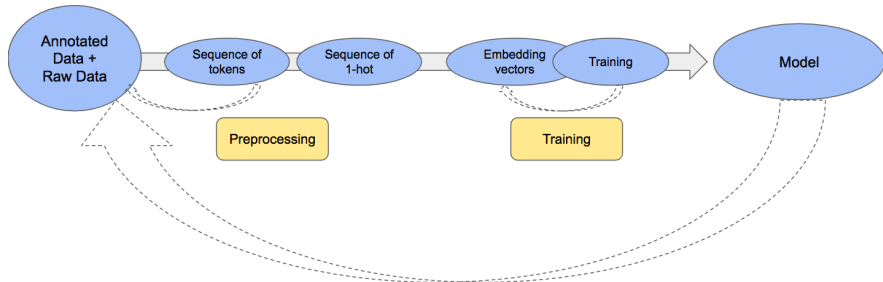 Annotated
Data +
Raw Data
Sequence of
tokens
Sequence of
1-hot
Embedding
vectors
Training
Model
Preprocessing
Training